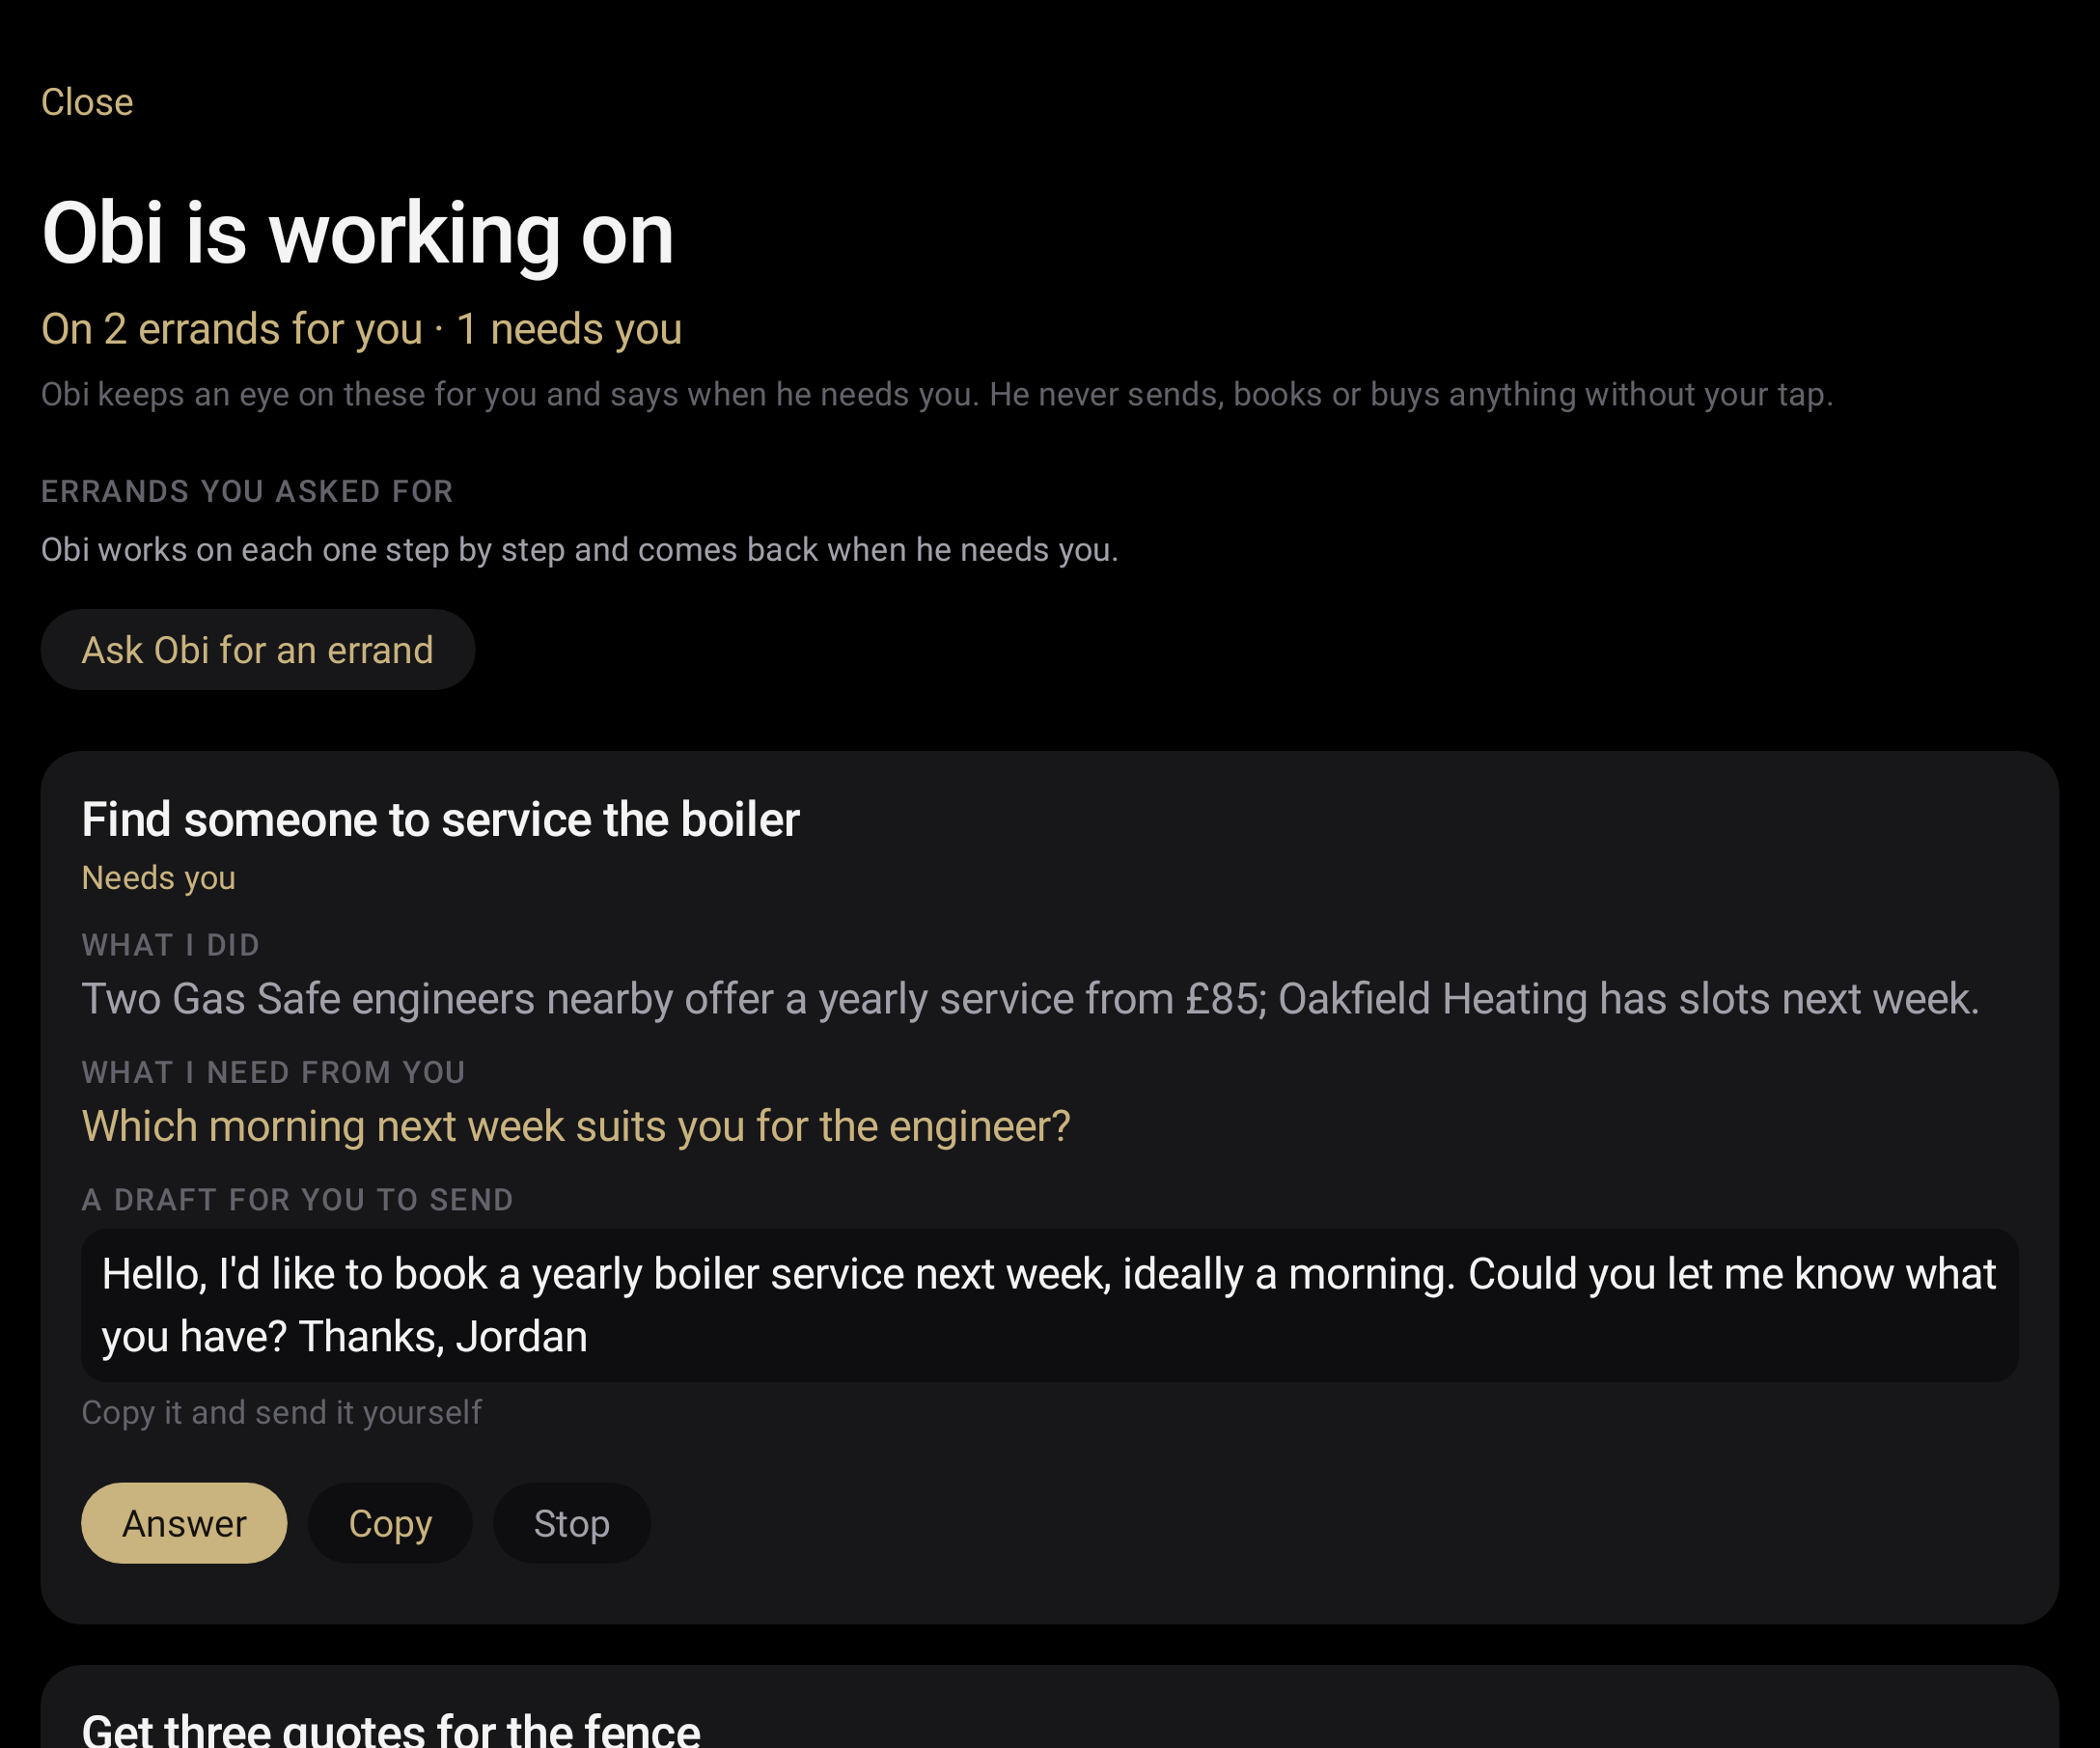 Close
Obi is working on
On 2 errands for you · 1 needs you
Obi keeps an eye on these for you and says when he needs you. He never sends, books or buys anything without your tap.
ERRANDS YOU ASKED FOR
Obi works on each one step by step and comes back when he needs you.
Ask Obi for an errand
Find someone to service the boiler
Needs you
WHAT I DID
Two Gas Safe engineers nearby offer a yearly service from £85; Oakfield Heating has slots next week.
WHAT I NEED FROM YOU
Which morning next week suits you for the engineer?
A DRAFT FOR YOU TO SEND
Hello, I'd like to book a yearly boiler service next week, ideally a morning. Could you let me know what
you have? Thanks, Jordan
Copy it and send it yourself
Answer Copy Stop
Get three quotes for the fence